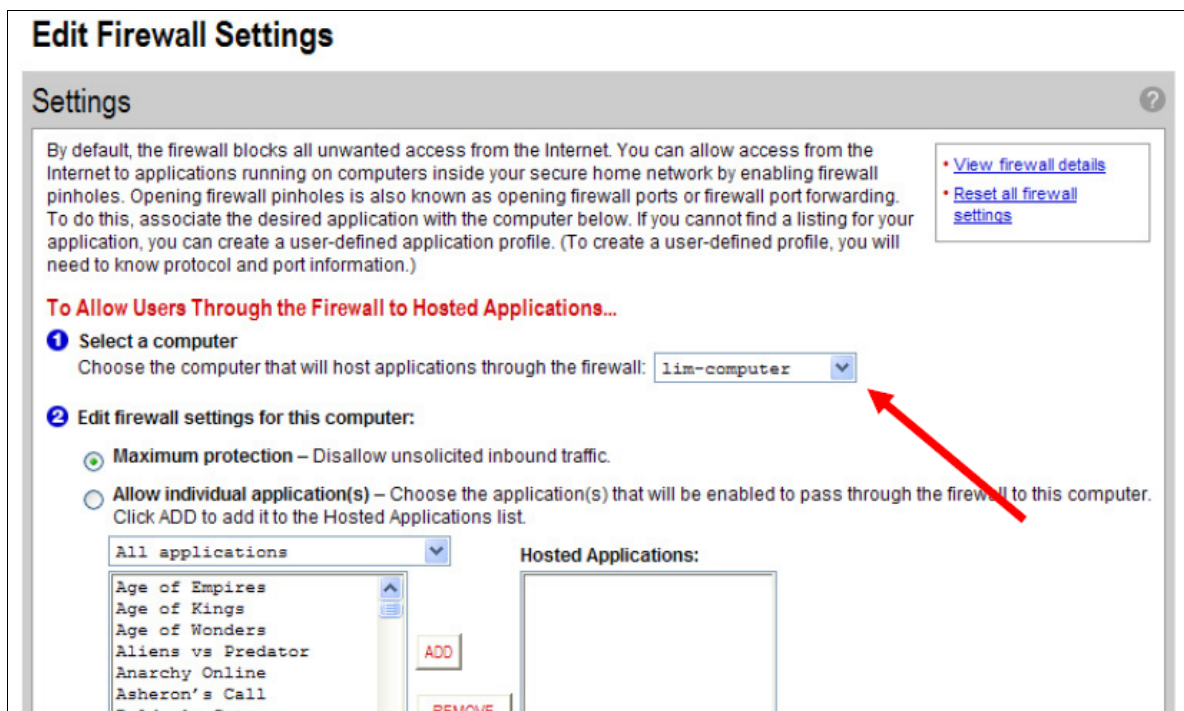 Edit Firewall Settings
Settings
?
By default, the firewall blocks all unwanted access from the Internet. You can allow access from the
Internet to applications running on computers inside your secure home network by enabling firewall
pinholes. Opening firewall pinholes is also known as opening firewall ports or firewall port forwarding.
To do this, associate the desired application with the computer below. If you cannot find a listing for your
application, you can create a user-defined application profile. (To create a user-defined profile, you will
need to know protocol and port information.)
• View firewall details
• Reset all firewall
settings
To Allow Users Through the Firewall to Hosted Applications...
1 Select a computer
Choose the computer that will host applications through the firewall: lim-computer
2 Edit firewall settings for this computer:
Maximum protection – Disallow unsolicited inbound traffic.
Allow individual application(s) – Choose the application(s) that will be enabled to pass through the firewall to this computer.
Click ADD to add it to the Hosted Applications list.
All applications
Age of Empires
Age of Kings
Age of Wonders
Aliens vs Predator
Anarchy Online
Asheron's Call
ADD
REMOVE
Hosted Applications: